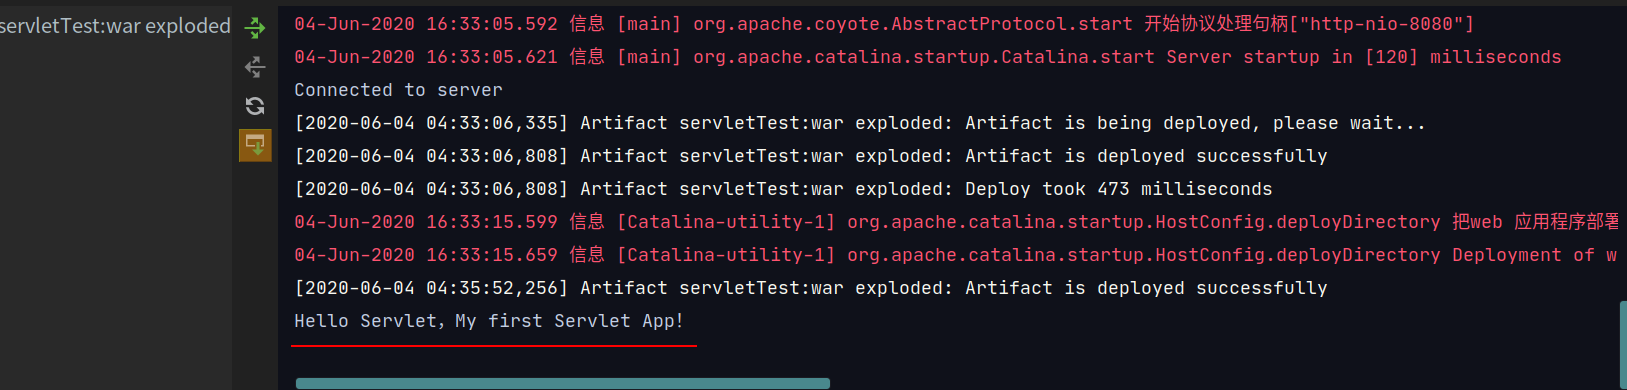 servletTest:war exploded
04-Jun-2020 16:33:05.592 信息 [main] org.apache.coyote.AbstractProtocol.start 开始协议处理句柄["http-nio-8080"]
04-Jun-2020 16:33:05.621 信息 [main] org.apache.catalina.startup.Catalina.start Server startup in [120] milliseconds
Connected to server
[2020-06-04 04:33:06,335] Artifact servletTest:war exploded: Artifact is being deployed, please wait...
[2020-06-04 04:33:06,808] Artifact servletTest:war exploded: Artifact is deployed successfully
[2020-06-04 04:33:06,808] Artifact servletTest:war exploded: Deploy took 473 milliseconds
04-Jun-2020 16:33:15.599 信息 [Catalina-utility-1] org.apache.catalina.startup.HostConfig.deployDirectory 把web 应用程序部署
04-Jun-2020 16:33:15.659 信息 [Catalina-utility-1] org.apache.catalina.startup.HostConfig.deployDirectory Deployment of w
[2020-06-04 04:35:52,256] Artifact servletTest:war exploded: Artifact is deployed successfully
Hello Servlet，My first Servlet App!